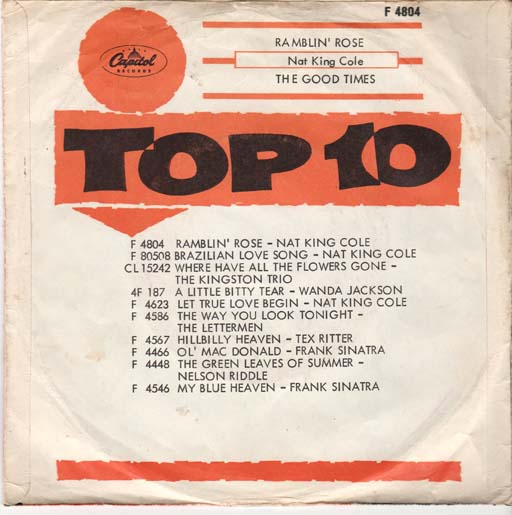 F 4804
RAMBLIN' ROSE
Nat King Cole
THE GOOD TIMES
Capitol
RECORDS
TOP 10
F 4804 RAMBLIN' ROSE – NAT KING COLE
F 80508 BRAZILIAN LOVE SONG – NAT KING COLE
CL 15242 WHERE HAVE ALL THE FLOWERS GONE –
THE KINGSTON TRIO
4F 187 A LITTLE BITTY TEAR – WANDA JACKSON
F 4623 LET TRUE LOVE BEGIN – NAT KING COLE
F 4586 THE WAY YOU LOOK TONIGHT –
THE LETTERMEN
F 4567 HILLBILLY HEAVEN – TEX RITTER
F 4466 OL' MAC DONALD – FRANK SINATRA
F 4448 THE GREEN LEAVES OF SUMMER –
NELSON RIDDLE
F 4546 MY BLUE HEAVEN – FRANK SINATRA